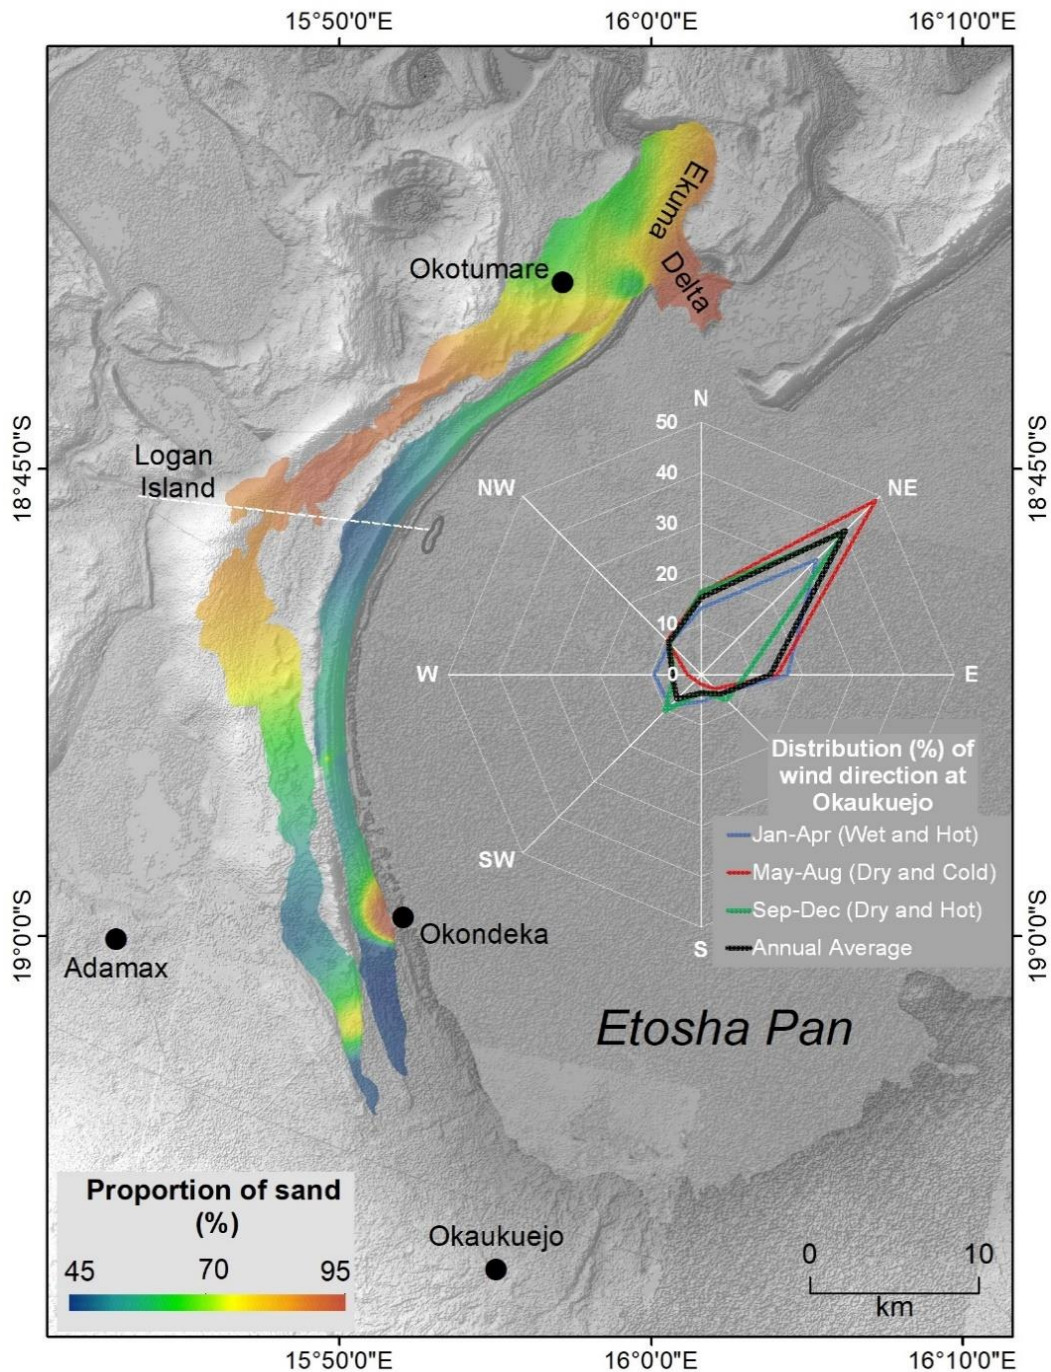 15°50'0"E
16°0'0"E
16°10'0"E
Ekuma
Delta
Okotumare
18°45'0"S
18°45'0"S
Logan
Island
N
50
40
30
20
10
0
NW
NE
W
E
SW
S
Distribution (%) of
wind direction at
Okaukuejo
Jan-Apr (Wet and Hot)
May-Aug (Dry and Cold)
Sep-Dec (Dry and Hot)
Annual Average
19°0'0"S
19°0'0"S
Okondeka
Adamax
Etosha Pan
Proportion of sand
(%)
45 70 95
Okaukuejo
0 10
km
15°50'0"E
16°0'0"E
16°10'0"E